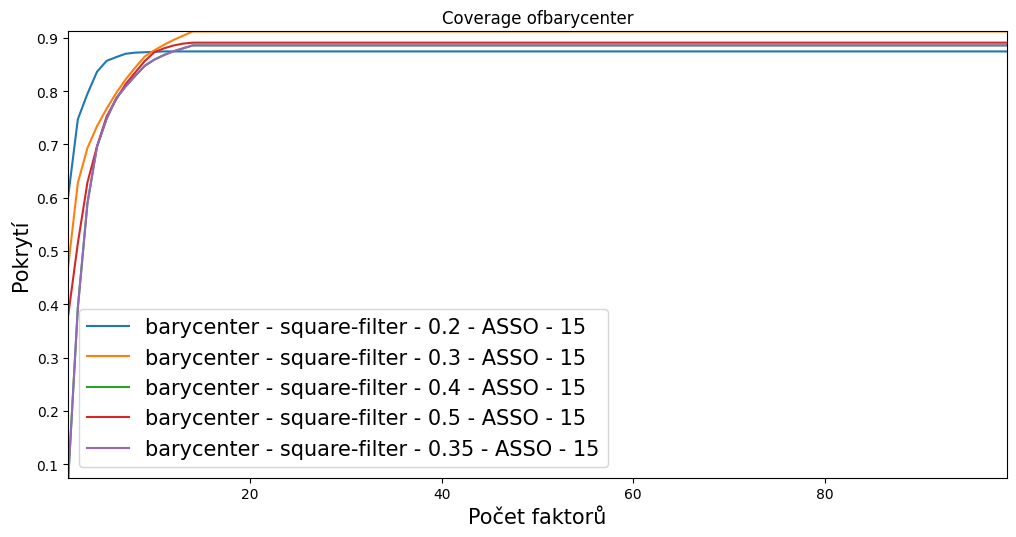 Coverage ofbarycenter
0.9
0.8
0.7
0.6
0.5
0.4
0.3
0.2
0.1
Pokrytí
barycenter - square-filter - 0.2 - ASSO - 15
barycenter - square-filter - 0.3 - ASSO - 15
barycenter - square-filter - 0.4 - ASSO - 15
barycenter - square-filter - 0.5 - ASSO - 15
barycenter - square-filter - 0.35 - ASSO - 15
20 40 60 80
Počet faktorů